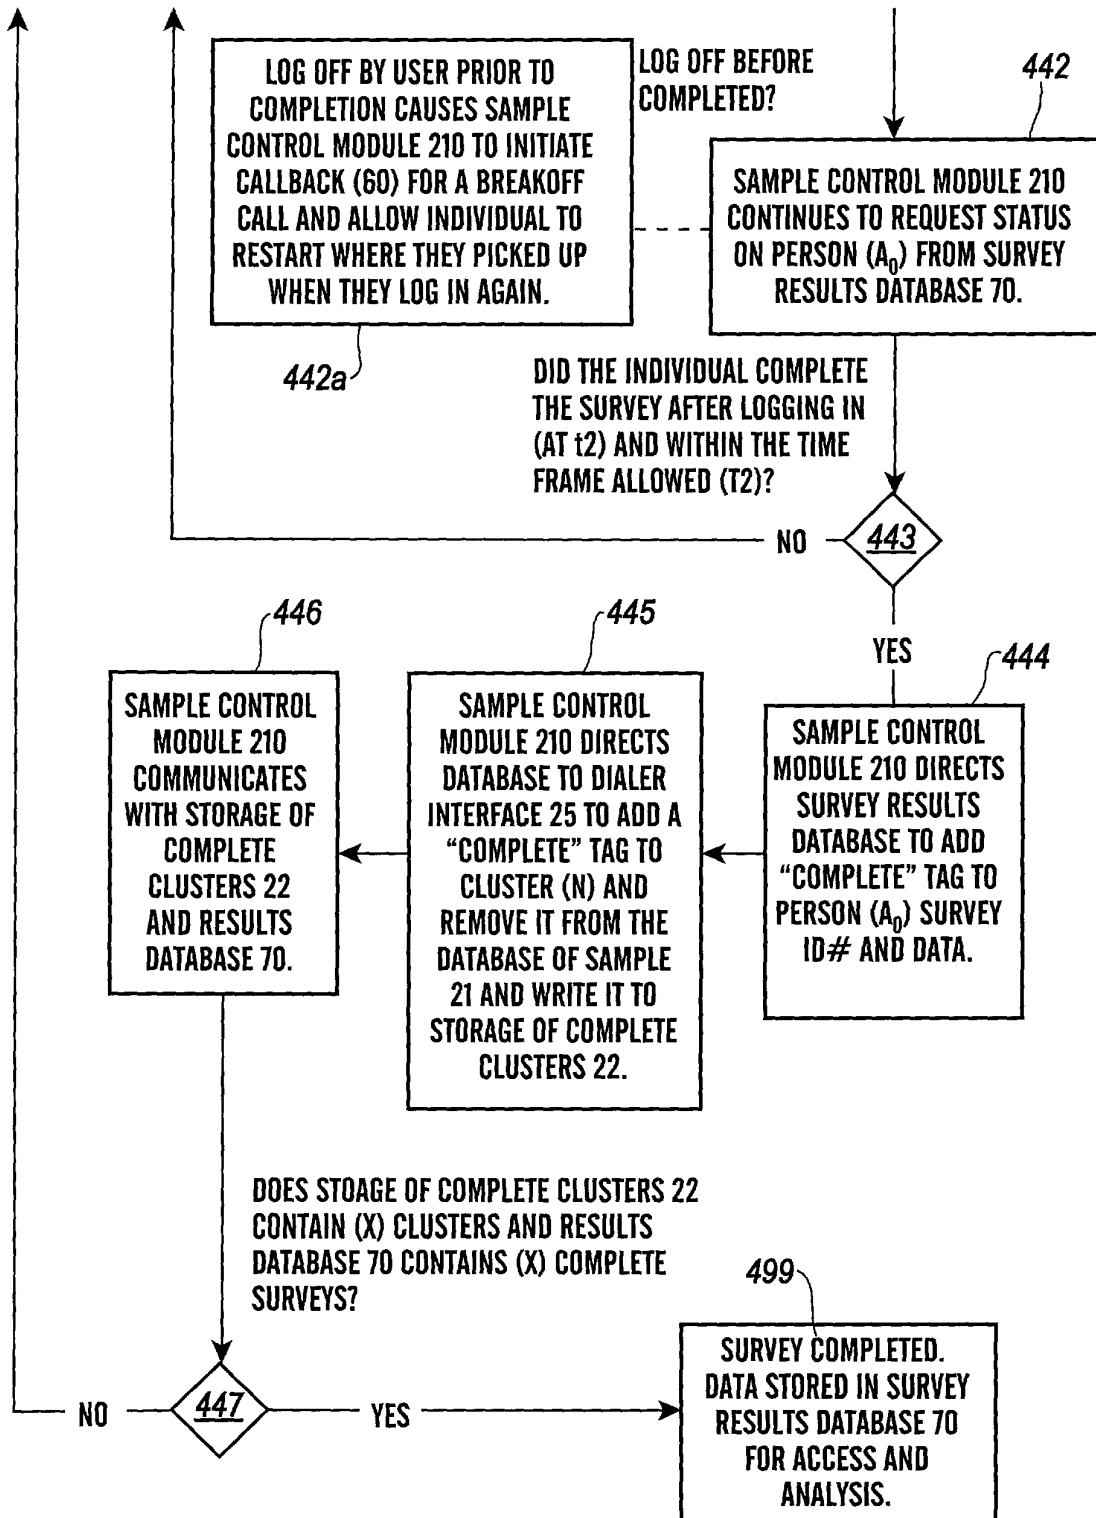 LOG OFF BY USER PRIOR TO
COMPLETION CAUSES SAMPLE
CONTROL MODULE 210 TO INITIATE
CALLBACK (60) FOR A BREAKOFF
CALL AND ALLOW INDIVIDUAL TO
RESTART WHERE THEY PICKED UP
WHEN THEY LOG IN AGAIN.
442a
LOG OFF BEFORE
COMPLETED?
442
SAMPLE CONTROL MODULE 210
CONTINUES TO REQUEST STATUS
ON PERSON (A₀) FROM SURVEY
RESULTS DATABASE 70.
DID THE INDIVIDUAL COMPLETE
THE SURVEY AFTER LOGGING IN
(AT t2) AND WITHIN THE TIME
FRAME ALLOWED (T2)?
443
NO
YES
444
SAMPLE CONTROL
MODULE 210 DIRECTS
SURVEY RESULTS
DATABASE TO ADD
“COMPLETE” TAG TO
PERSON (A₀) SURVEY
ID# AND DATA.
445
SAMPLE CONTROL
MODULE 210 DIRECTS
DATABASE TO DIALER
INTERFACE 25 TO ADD A
“COMPLETE” TAG TO
CLUSTER (N) AND
REMOVE IT FROM THE
DATABASE OF SAMPLE
21 AND WRITE IT TO
STORAGE OF COMPLETE
CLUSTERS 22.
446
SAMPLE CONTROL
MODULE 210
COMMUNICATES
WITH STORAGE OF
COMPLETE
CLUSTERS 22
AND RESULTS
DATABASE 70.
DOES STOAGE OF COMPLETE CLUSTERS 22
CONTAIN (X) CLUSTERS AND RESULTS
DATABASE 70 CONTAINS (X) COMPLETE
SURVEYS?
447
NO
YES
499
SURVEY COMPLETED.
DATA STORED IN SURVEY
RESULTS DATABASE 70
FOR ACCESS AND
ANALYSIS.